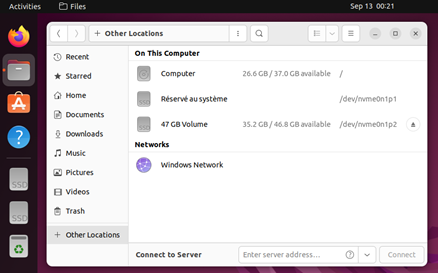 Activities Files Sep 13 00:21
Other Locations
Recent
Starred
Home
Documents
Downloads
Music
Pictures
Videos
Trash
Other Locations
On This Computer
Computer 26.6 GB / 37.0 GB available /
Réservé au système /dev/nvme0n1p1
47 GB Volume 35.2 GB / 46.8 GB available /dev/nvme0n1p2
Networks
Windows Network
Connect to Server Enter server address... Connect
SSD
SSD
SSD
SSD